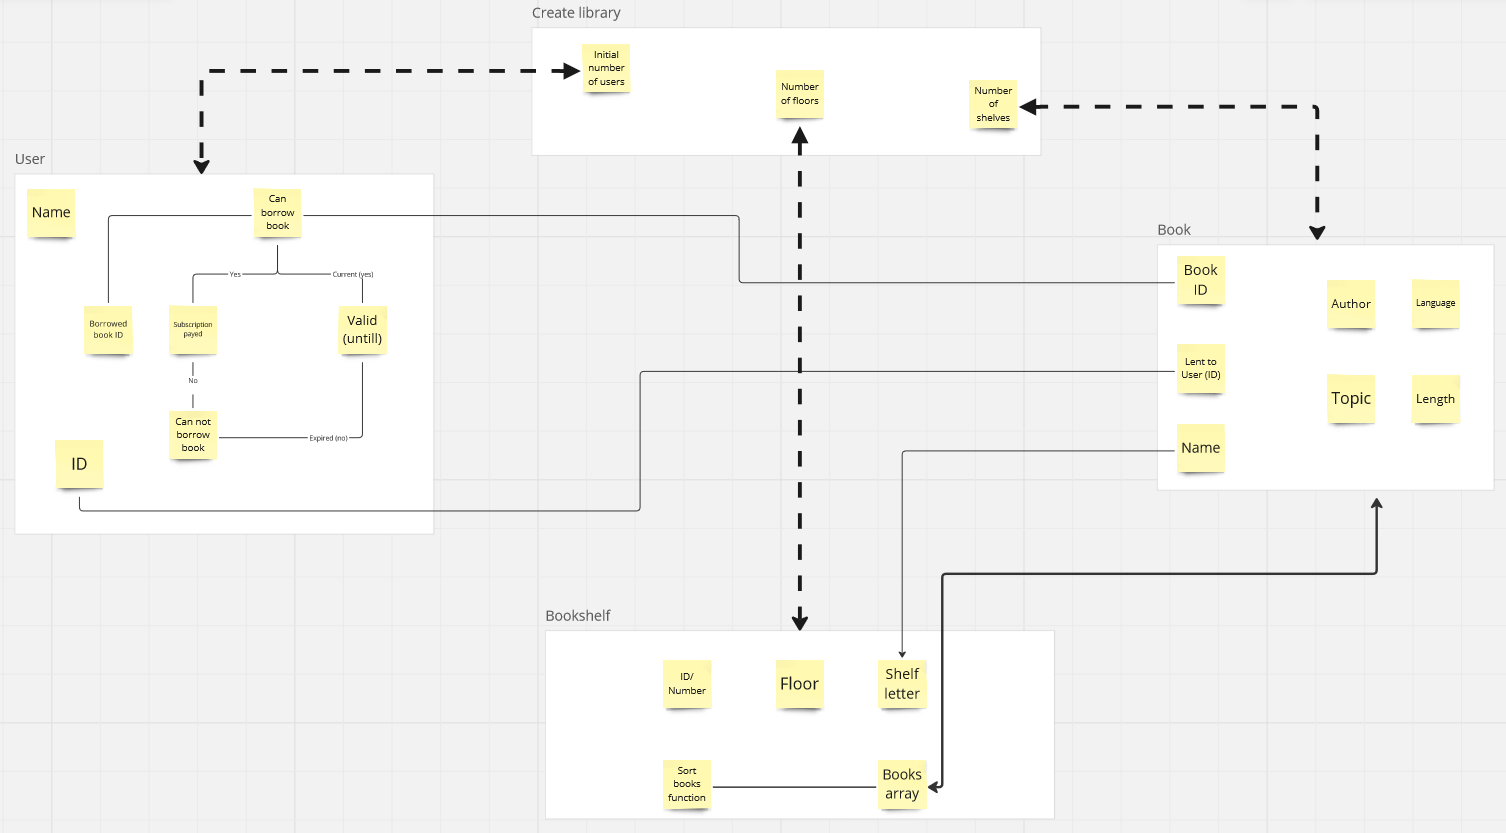 Create library
Initial
number
of users
Number
of floors
Number
of
shelves
User
Name
Can
borrow
book
Yes
Current (yes)
Borrowed
book ID
Subscription
payed
Valid
(untill)
No
Can not
borrow
book
Expired (no)
ID
Book
Book
ID
Author
Language
Lent to
User (ID)
Topic
Length
Name
Bookshelf
ID/
Number
Floor
Shelf
letter
Sort
books
function
Books
array